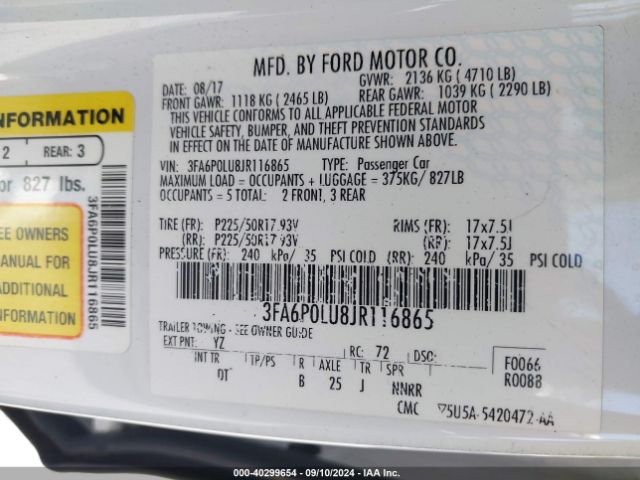 MFD. BY FORD MOTOR CO.
DATE: 08/17 GVWR: 2136 KG ( 4710 LB)
FRONT GAWR: 1118 KG ( 2465 LB) REAR GAWR: 1039 KG ( 2290 LB)
THIS VEHICLE CONFORMS TO ALL APPLICABLE FEDERAL MOTOR
VEHICLE SAFETY, BUMPER, AND THEFT PREVENTION STANDARDS
IN EFFECT ON THE DATE OF MANUFACTURE SHOWN ABOVE.
VIN: 3FA6P0LU8JR116865 TYPE: Passenger Car
MAXIMUM LOAD = OCCUPANTS + LUGGAGE = 375KG/ 827LB
OCCUPANTS = 5 TOTAL: 2 FRONT, 3 REAR
TIRE (FR): P225/50R17 93V RIMS (FR): 17x7.5J
(RR): P225/50R17 93V (RR): 17x7.5J
PRESSURE (FR): 240 kPa/ 35 PSI COLD (RR): 240 kPa/ 35 PSI COLD
3FA6P0LU8JR116865
TRAILER TOWING - SEE OWNER GUIDE
EXT PNT: YZ RC: 72 DSO:
INT TR TP/PS R AXLE TR SPR
DT B 25 J NNRR
F0066
R0088
CMC 5U5A-5420472-AA
INFORMATION
2 REAR: 3
or 827 lbs.
EE OWNERS
MANUAL FOR
ADDITIONAL
INFORMATION
3FA6P0LU8JR116865
000-40299654 - 09/10/2024 - IAA Inc.